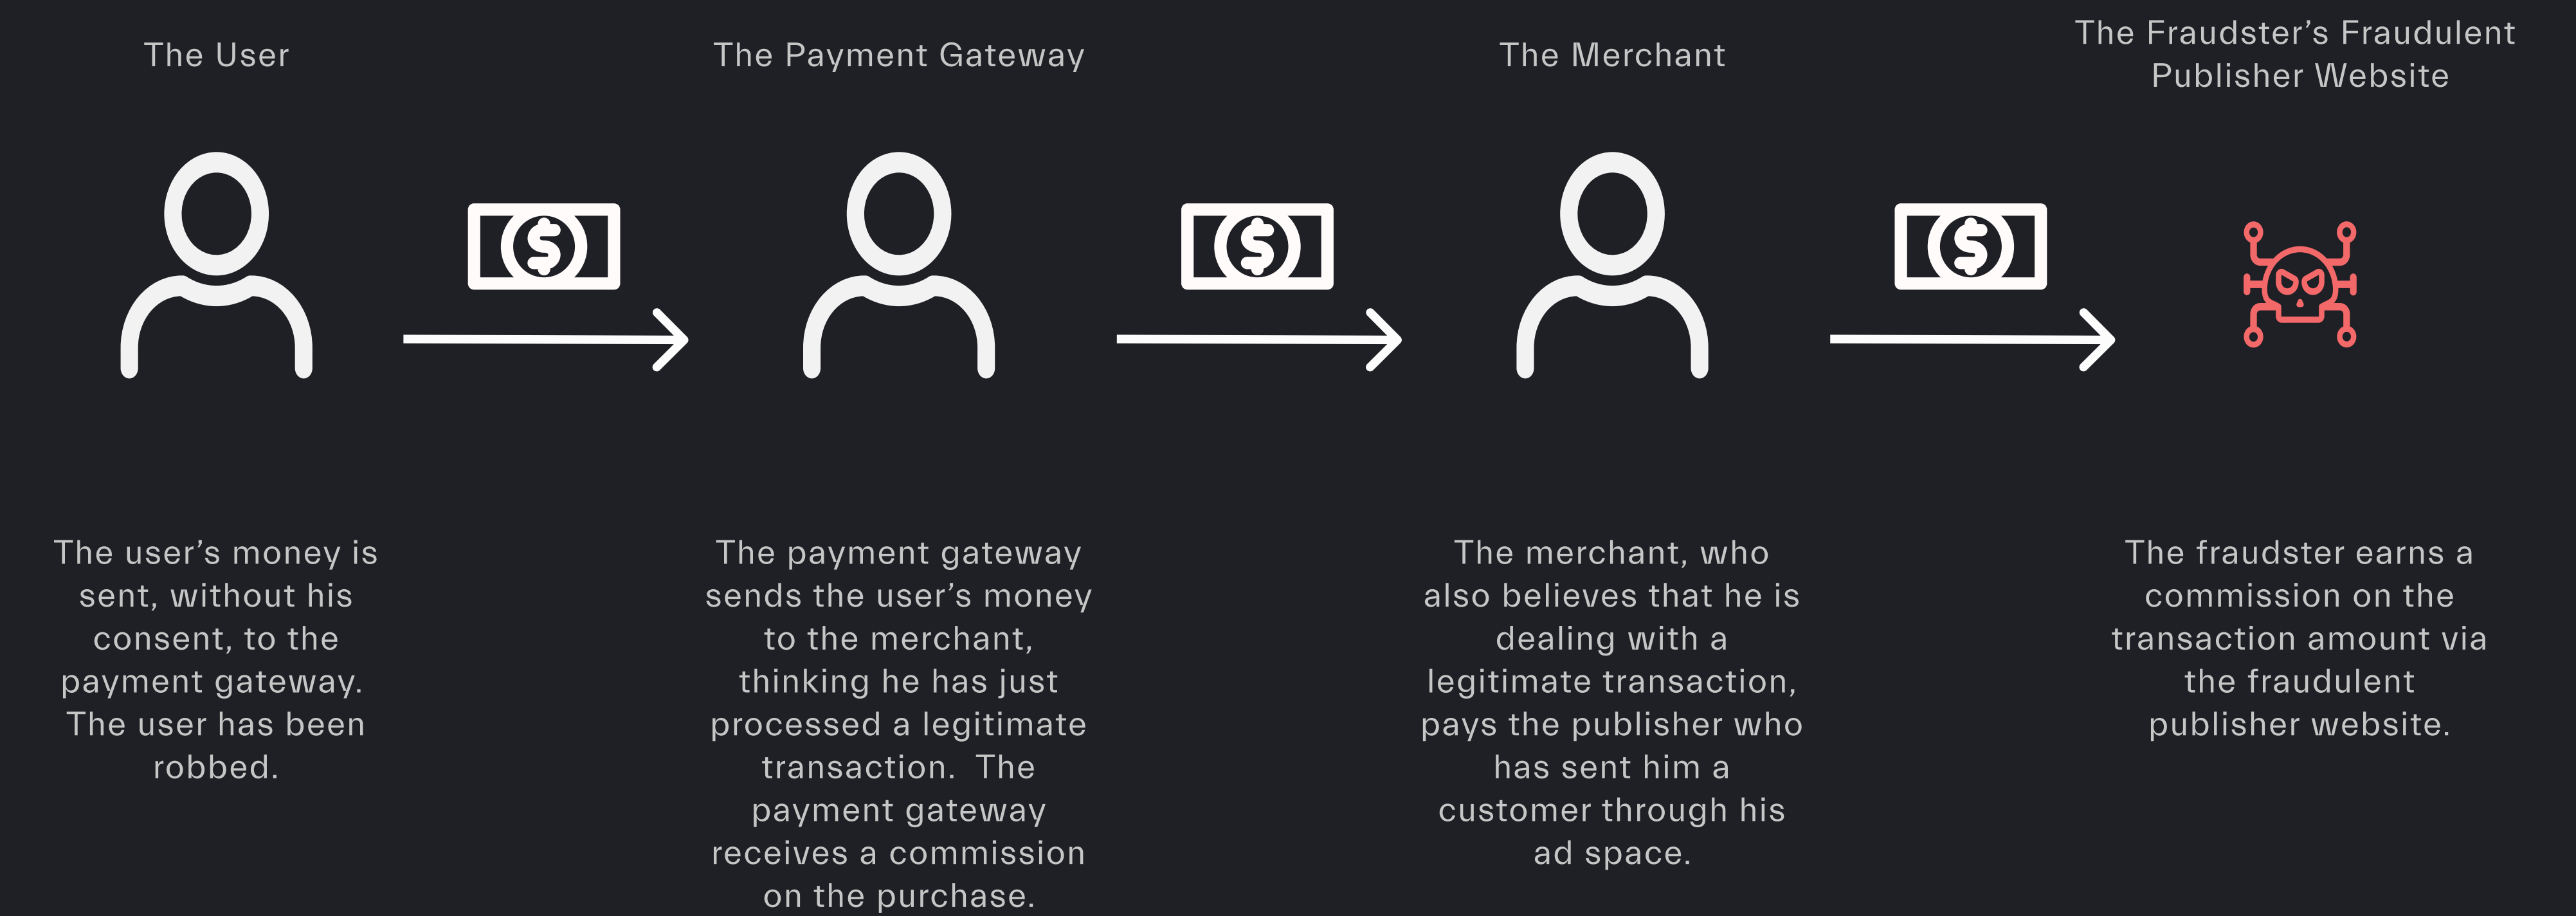 The User
The Payment Gateway
The Merchant
The Fraudster’s Fraudulent
Publisher Website
The user’s money is
sent, without his
consent, to the
payment gateway.
The user has been
robbed.
The payment gateway
sends the user’s money
to the merchant,
thinking he has just
processed a legitimate
transaction.  The
payment gateway
receives a commission
on the purchase.
The merchant, who
also believes that he is
dealing with a
legitimate transaction,
pays the publisher who
has sent him a
customer through his
ad space.
The fraudster earns a
commission on the
transaction amount via
the fraudulent
publisher website.